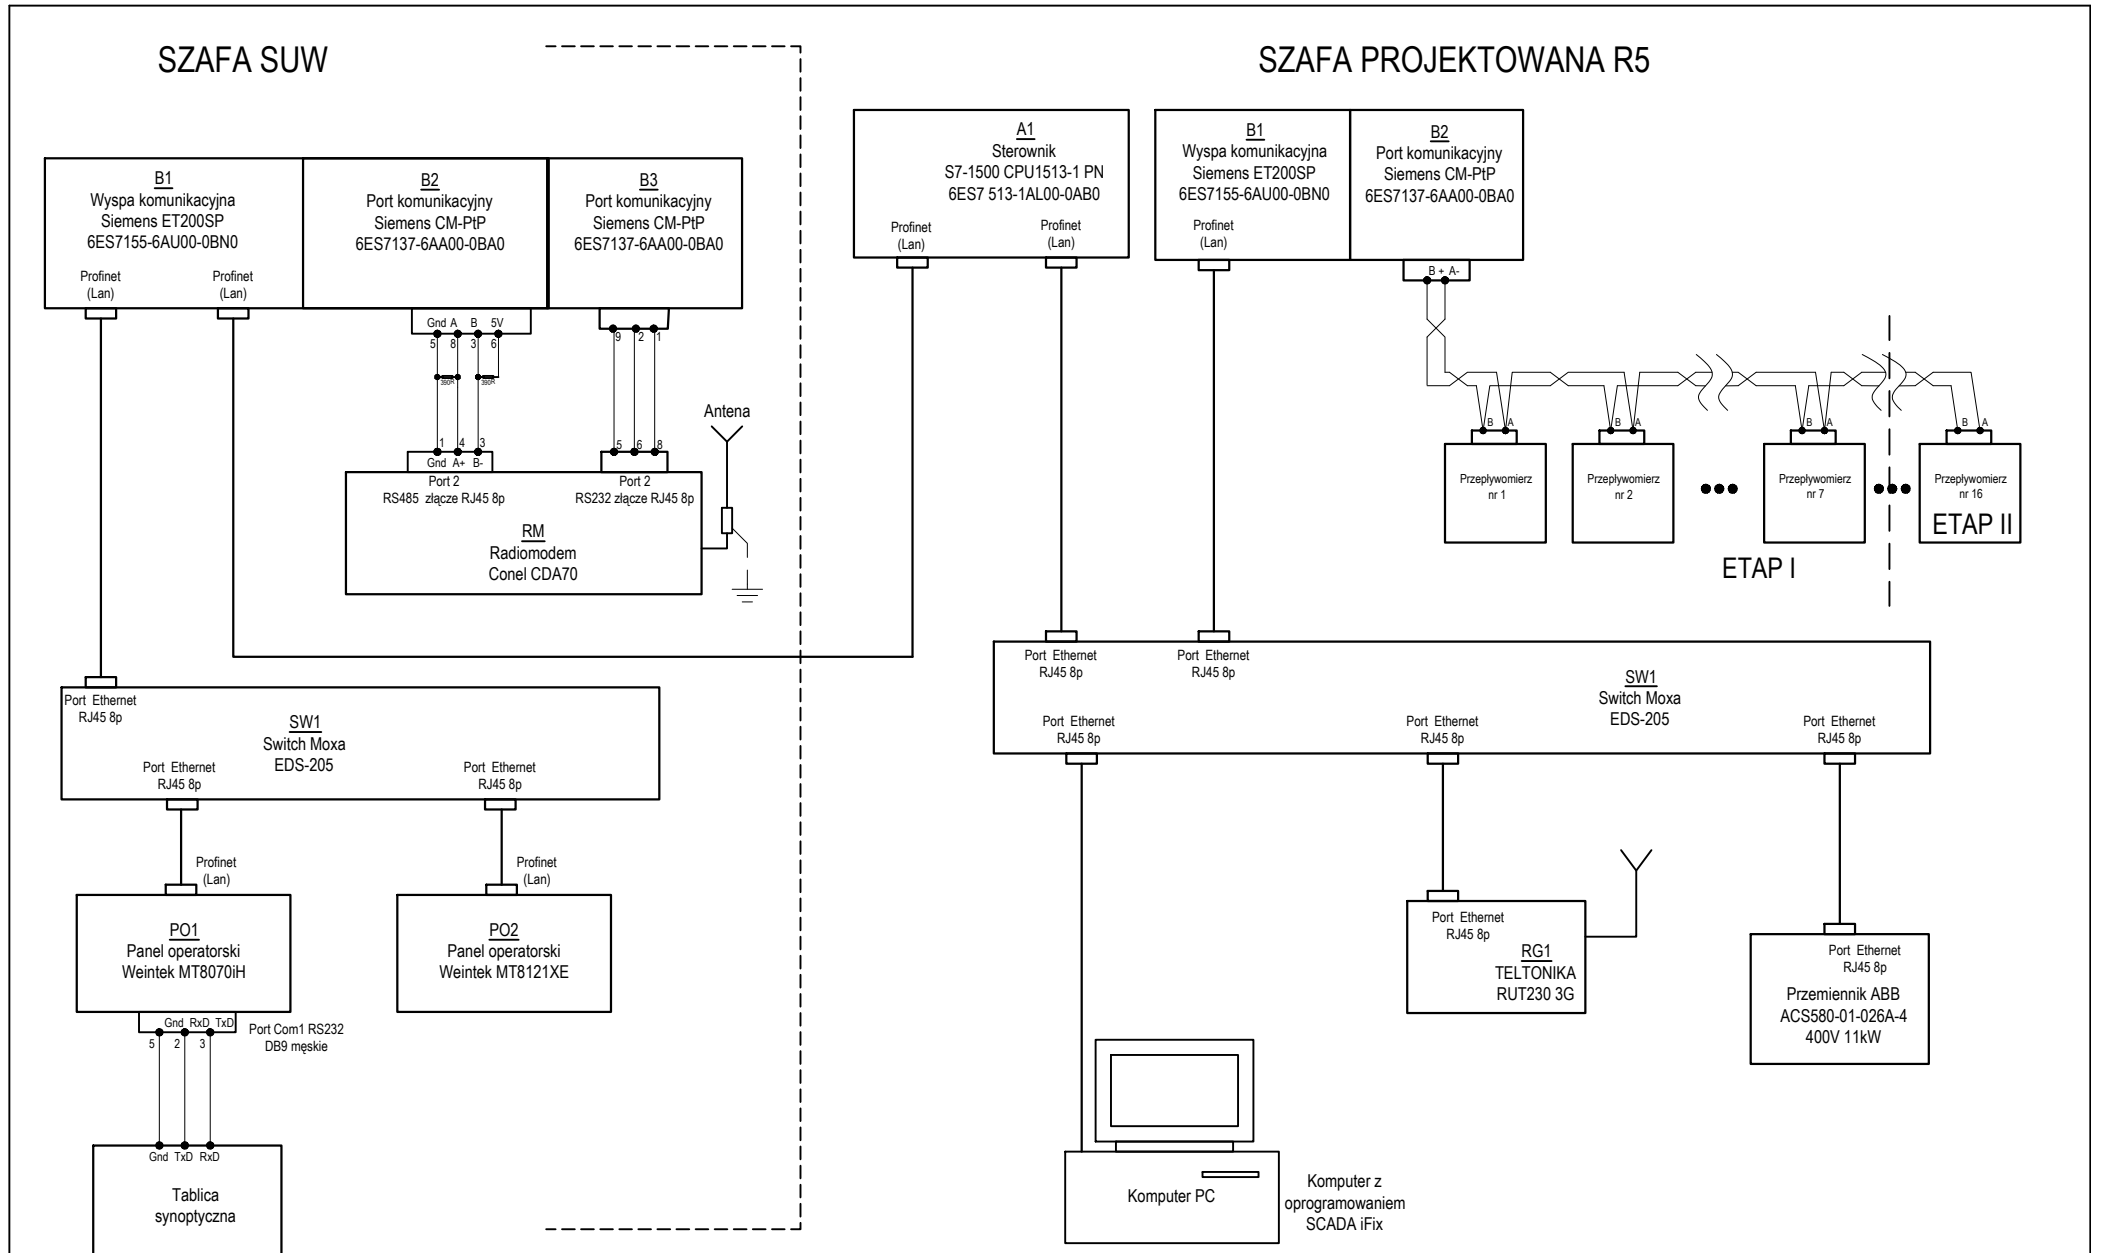 SZAFA SUW
SZAFA PROJEKTOWANA R5
B1
Wyspa komunikacyjna
Siemens ET200SP
6ES7155-6AU00-0BN0
Profinet
(Lan)
Profinet
(Lan)
B2
Port komunikacyjny
Siemens CM-PtP
6ES7137-6AA00-0BA0
Gnd A B 5V
5 8 3 6
390R 390R
1 4 3
Gnd A+ B-
Port 2
RS485 złącze RJ45 8p
B3
Port komunikacyjny
Siemens CM-PtP
6ES7137-6AA00-0BA0
9 2 1
5 6 8
Port 2
RS232 złącze RJ45 8p
RM
Radiomodem
Conel CDA70
Antena
Port Ethernet
RJ45 8p
SW1
Switch Moxa
EDS-205
Port Ethernet
RJ45 8p
Port Ethernet
RJ45 8p
Profinet
(Lan)
Profinet
(Lan)
PO1
Panel operatorski
Weintek MT8070iH
PO2
Panel operatorski
Weintek MT8121XE
Gnd RxD TxD
5 2 3
Port Com1 RS232
DB9 męskie
Gnd TxD RxD
Tablica
synoptyczna
A1
Sterownik
S7-1500 CPU1513-1 PN
6ES7 513-1AL00-0AB0
Profinet
(Lan)
Profinet
(Lan)
B1
Wyspa komunikacyjna
Siemens ET200SP
6ES7155-6AU00-0BN0
Profinet
(Lan)
B2
Port komunikacyjny
Siemens CM-PtP
6ES7137-6AA00-0BA0
B + A-
B A
Przepływomierz
nr 1
B A
Przepływomierz
nr 2
B A
Przepływomierz
nr 7
B A
Przepływomierz
nr 16
ETAP II
ETAP I
Port Ethernet
RJ45 8p
Port Ethernet
RJ45 8p
SW1
Switch Moxa
EDS-205
Port Ethernet
RJ45 8p
Port Ethernet
RJ45 8p
Port Ethernet
RJ45 8p
Port Ethernet
RJ45 8p
RG1
TELTONIKA
RUT230 3G
Port Ethernet
RJ45 8p
Przemiennik ABB
ACS580-01-026A-4
400V 11kW
Komputer PC
Komputer z
oprogramowaniem
SCADA iFix